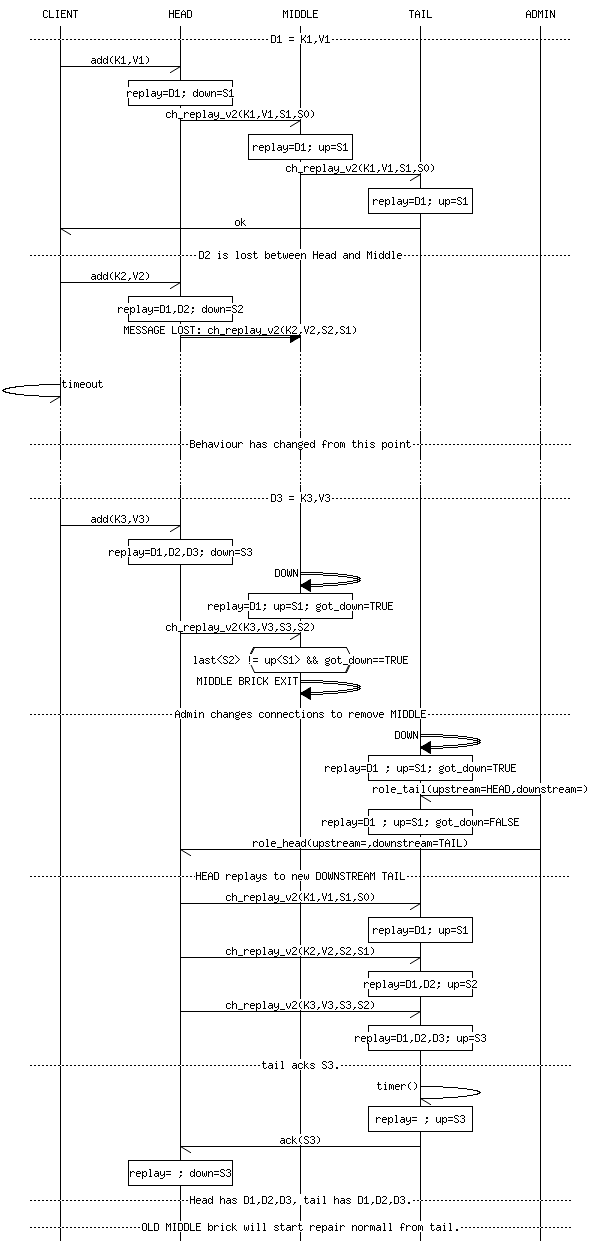 CLIENT HEAD MIDDLE TAIL ADMIN
D1 = K1,V1
add(K1,V1)
replay=D1; down=S1
ch_replay_v2(K1,V1,S1,S0)
replay=D1; up=S1
ch_replay_v2(K1,V1,S1,S0)
replay=D1; up=S1
ok
D2 is lost between Head and Middle
add(K2,V2)
replay=D1,D2; down=S2
MESSAGE LOST: ch_replay_v2(K2,V2,S2,S1)
timeout
Behaviour has changed from this point
D3 = K3,V3
add(K3,V3)
replay=D1,D2,D3; down=S3
DOWN
replay=D1; up=S1; got_down=TRUE
ch_replay_v2(K3,V3,S3,S2)
last<S2> != up<S1> && got_down==TRUE
MIDDLE BRICK EXIT
Admin changes connections to remove MIDDLE
DOWN
replay=D1 ; up=S1; got_down=TRUE
role_tail(upstream=HEAD,downstream=)
replay=D1 ; up=S1; got_down=FALSE
role_head(upstream=,downstream=TAIL)
HEAD replays to new DOWNSTREAM TAIL
ch_replay_v2(K1,V1,S1,S0)
replay=D1; up=S1
ch_replay_v2(K2,V2,S2,S1)
replay=D1,D2; up=S2
ch_replay_v2(K3,V3,S3,S2)
replay=D1,D2,D3; up=S3
tail acks S3.
timer()
replay= ; up=S3
ack(S3)
replay= ; down=S3
Head has D1,D2,D3, tail has D1,D2,D3.
OLD MIDDLE brick will start repair normall from tail.